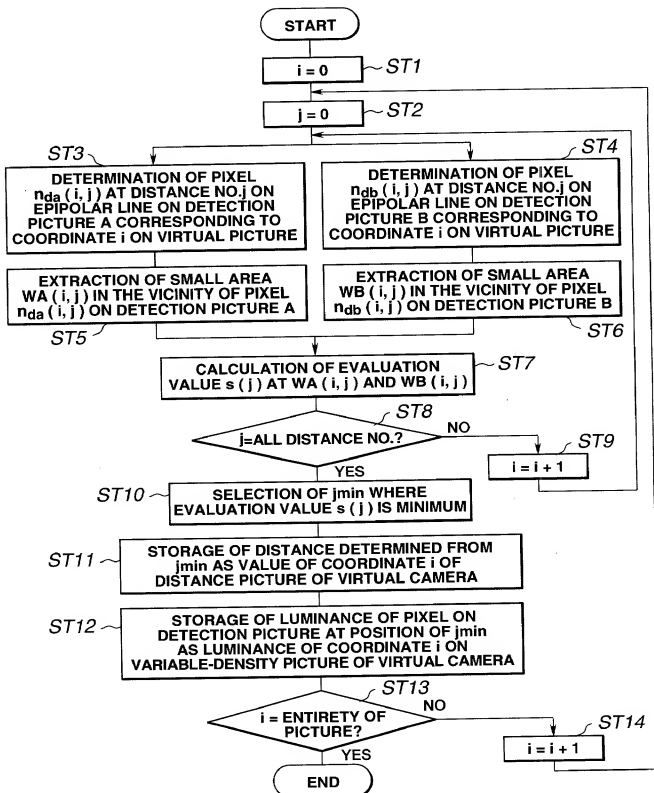 START
i = 0
ST1
j = 0
ST2
ST3
ST4
DETERMINATION OF PIXEL
nda ( i, j ) AT DISTANCE NO.j ON
EPIPOLAR LINE ON DETECTION
PICTURE A CORRESPONDING TO
COORDINATE i ON VIRTUAL PICTURE
DETERMINATION OF PIXEL
ndb ( i, j ) AT DISTANCE NO.j ON
EPIPOLAR LINE ON DETECTION
PICTURE B CORRESPONDING TO
COORDINATE i ON VIRTUAL PICTURE
EXTRACTION OF SMALL AREA
WA ( i, j ) IN THE VICINITY OF PIXEL
nda ( i, j ) ON DETECTION PICTURE A
ST5
EXTRACTION OF SMALL AREA
WB ( i, j ) IN THE VICINITY OF PIXEL
ndb ( i, j ) ON DETECTION PICTURE B
ST6
CALCULATION OF EVALUATION
VALUE s ( j ) AT WA ( i, j ) AND WB ( i, j )
ST7
j=ALL DISTANCE NO.?
ST8
NO
YES
i = i + 1
ST9
ST10
SELECTION OF jmin WHERE
EVALUATION VALUE s ( j ) IS MINIMUM
ST11
STORAGE OF DISTANCE DETERMINED FROM
jmin AS VALUE OF COORDINATE i OF
DISTANCE PICTURE OF VIRTUAL CAMERA
ST12
STORAGE OF LUMINANCE OF PIXEL ON
DETECTION PICTURE AT POSITION OF jmin
AS LUMINANCE OF COORDINATE i ON
VARIABLE-DENSITY PICTURE OF VIRTUAL CAMERA
ST13
i = ENTIRETY OF
PICTURE?
NO
YES
i = i + 1
ST14
END